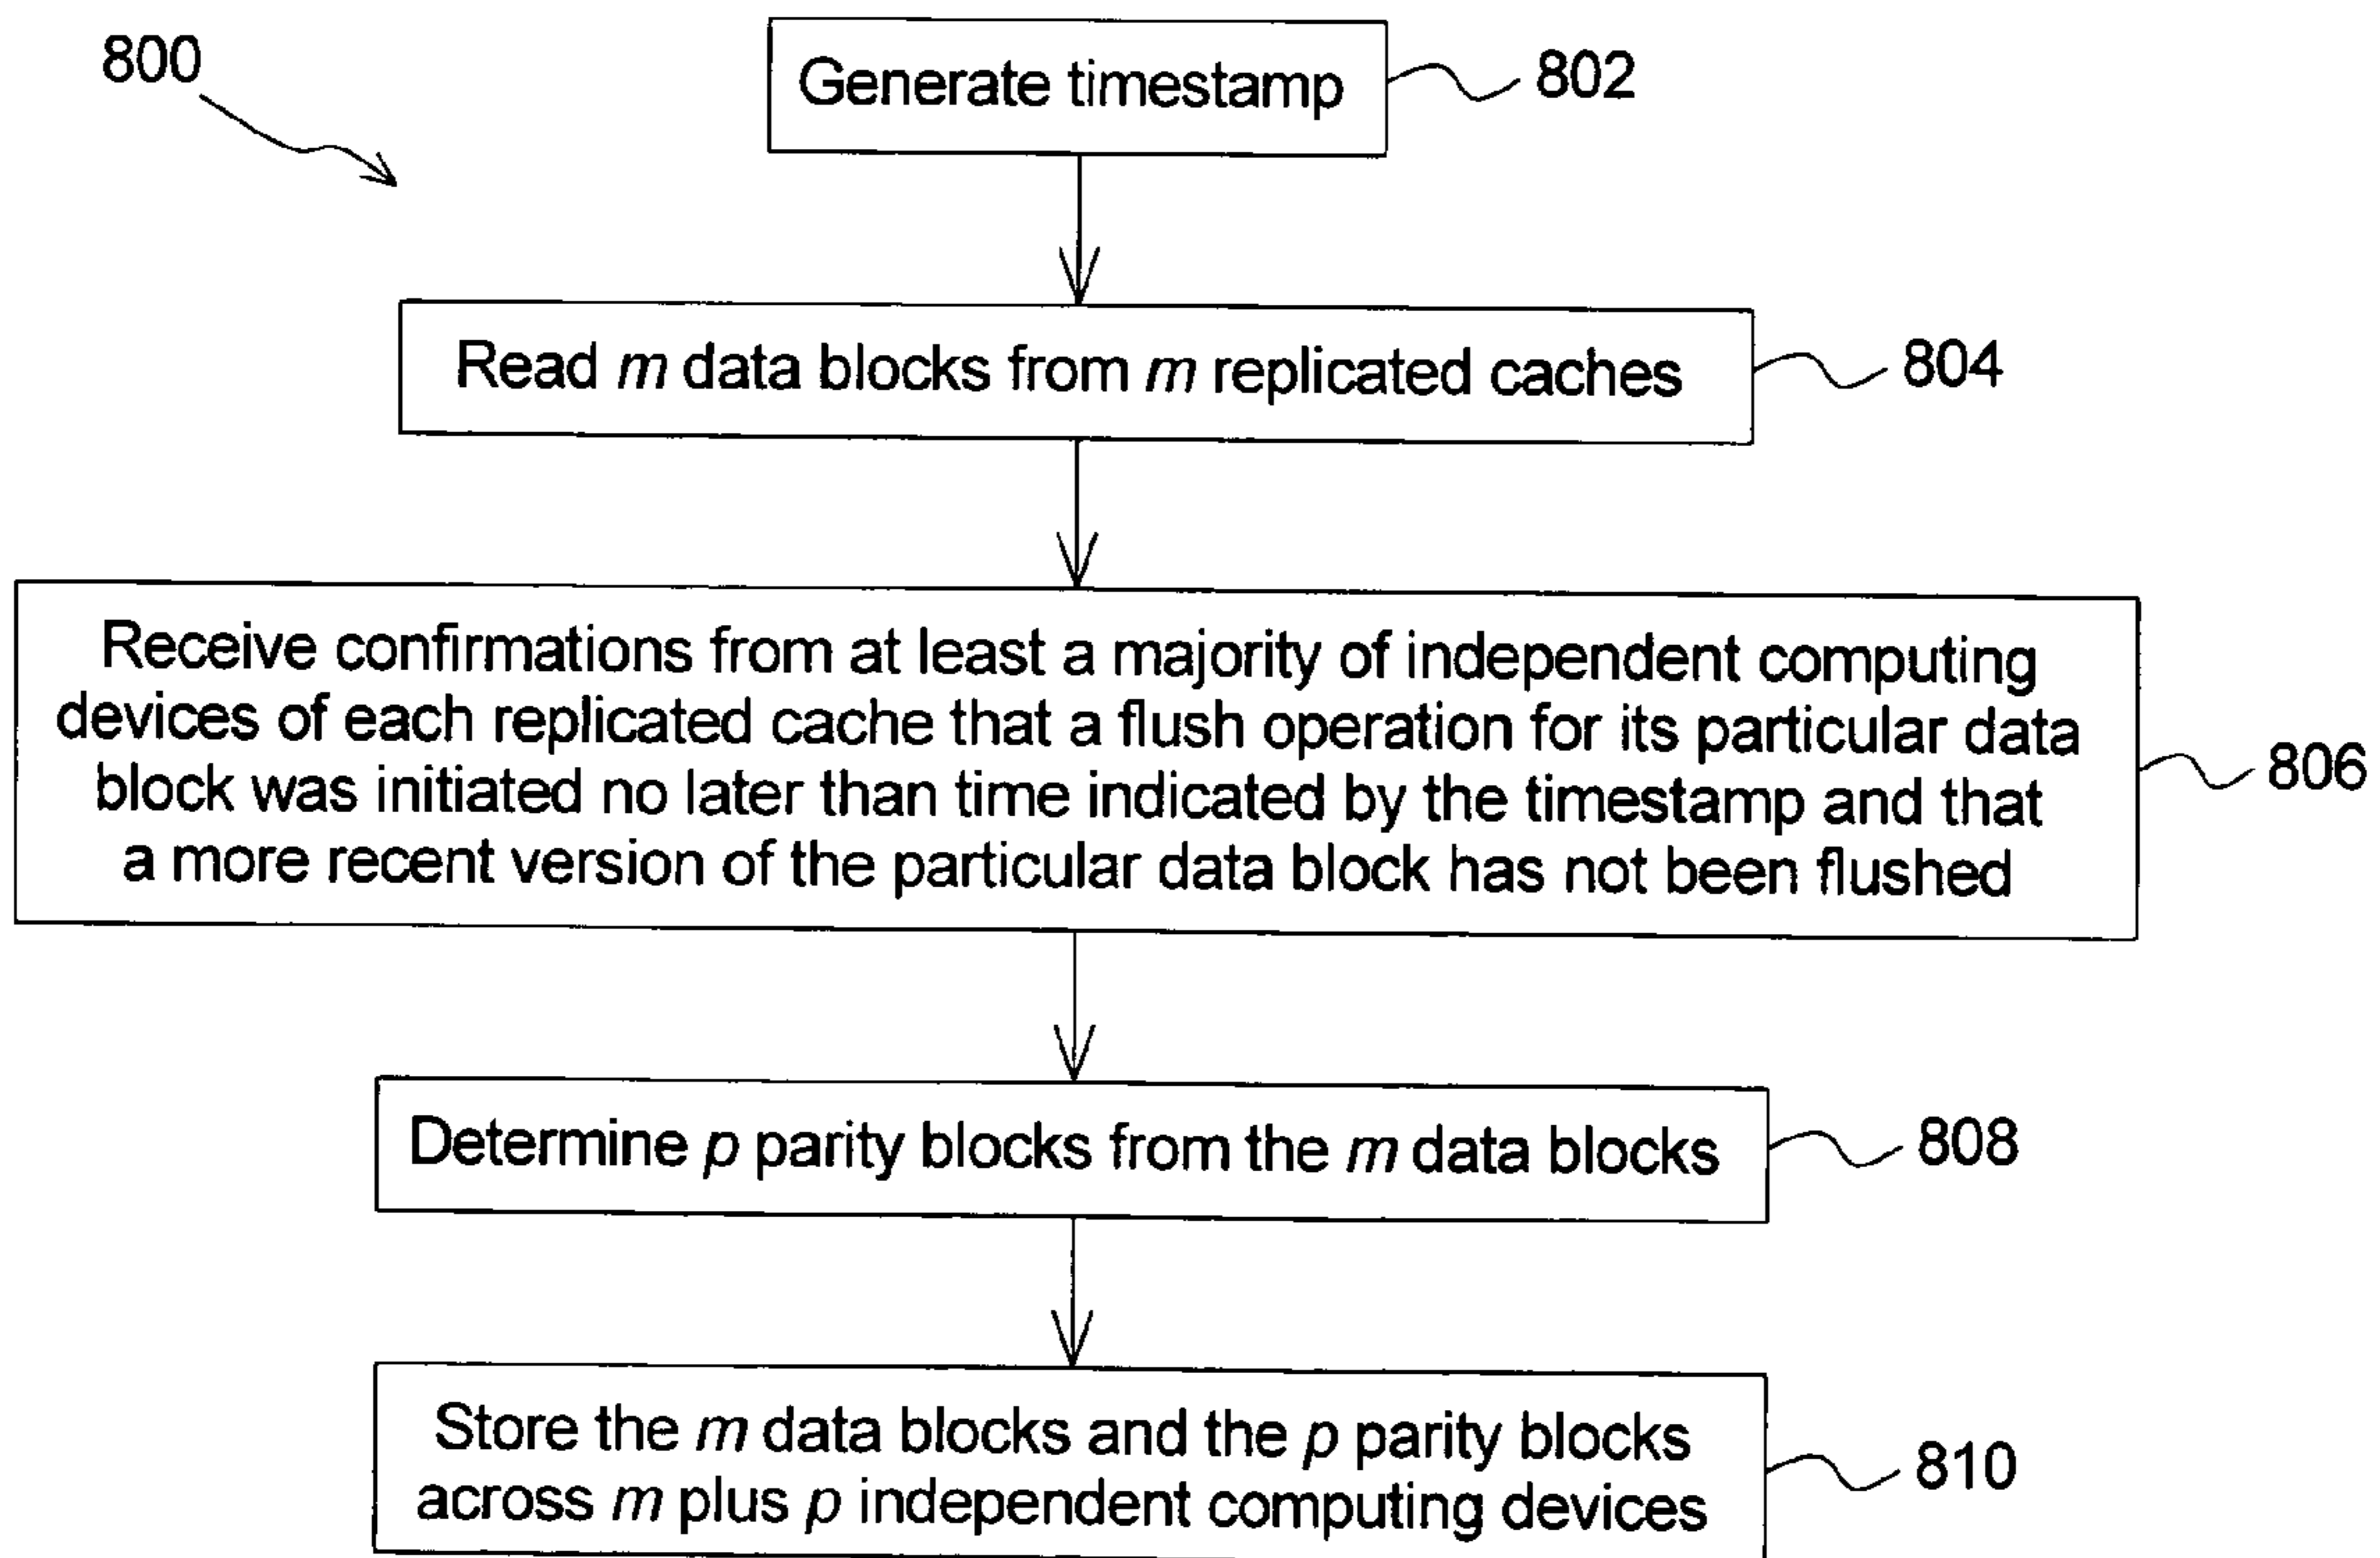 800
Generate timestamp
802
Read m data blocks from m replicated caches
804
Receive confirmations from at least a majority of independent computing
devices of each replicated cache that a flush operation for its particular data
block was initiated no later than time indicated by the timestamp and that
a more recent version of the particular data block has not been flushed
806
Determine p parity blocks from the m data blocks
808
Store the m data blocks and the p parity blocks
across m plus p independent computing devices
810